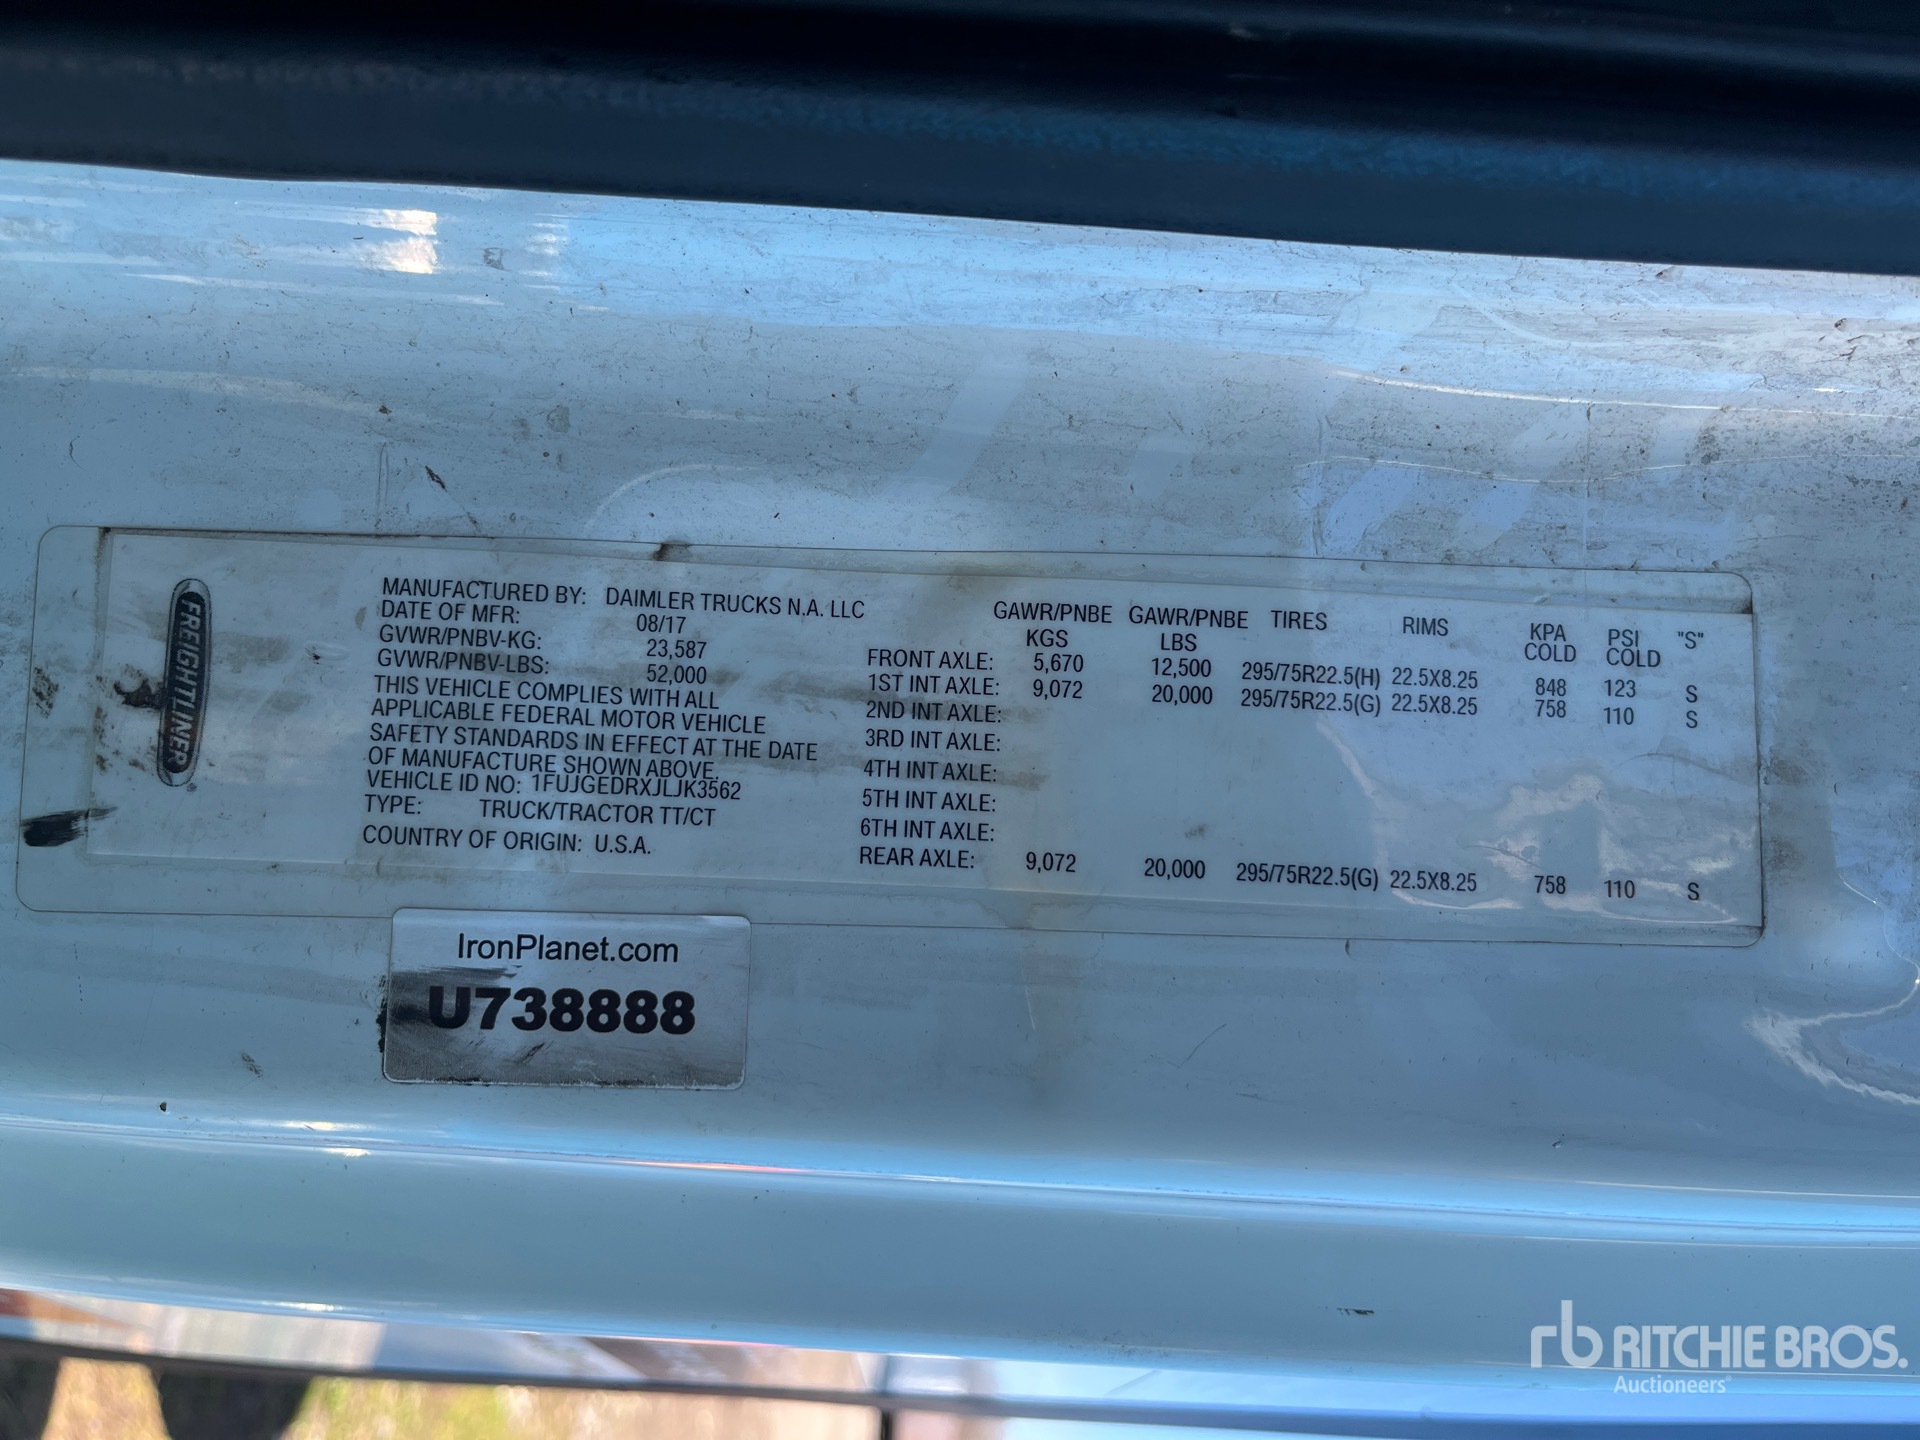 FREIGHTLINER
MANUFACTURED BY: DAIMLER TRUCKS N.A. LLC
DATE OF MFR: 08/17
GVWR/PNBV-KG: 23,587
GVWR/PNBV-LBS: 52,000
THIS VEHICLE COMPLIES WITH ALL
APPLICABLE FEDERAL MOTOR VEHICLE
SAFETY STANDARDS IN EFFECT AT THE DATE
OF MANUFACTURE SHOWN ABOVE.
VEHICLE ID NO: 1FUJGEDRXJLJK3562
TYPE: TRUCK/TRACTOR TT/CT
COUNTRY OF ORIGIN: U.S.A.
GAWR/PNBE GAWR/PNBE TIRES RIMS KPA PSI "S"
KGS LBS COLD COLD
FRONT AXLE: 5,670 12,500 295/75R22.5(H) 22.5X8.25 848 123 S
1ST INT AXLE: 9,072 20,000 295/75R22.5(G) 22.5X8.25 758 110 S
2ND INT AXLE:
3RD INT AXLE:
4TH INT AXLE:
5TH INT AXLE:
6TH INT AXLE:
REAR AXLE: 9,072 20,000 295/75R22.5(G) 22.5X8.25 758 110 S
IronPlanet.com
U738888
rb RITCHIE BROS.
Auctioneers